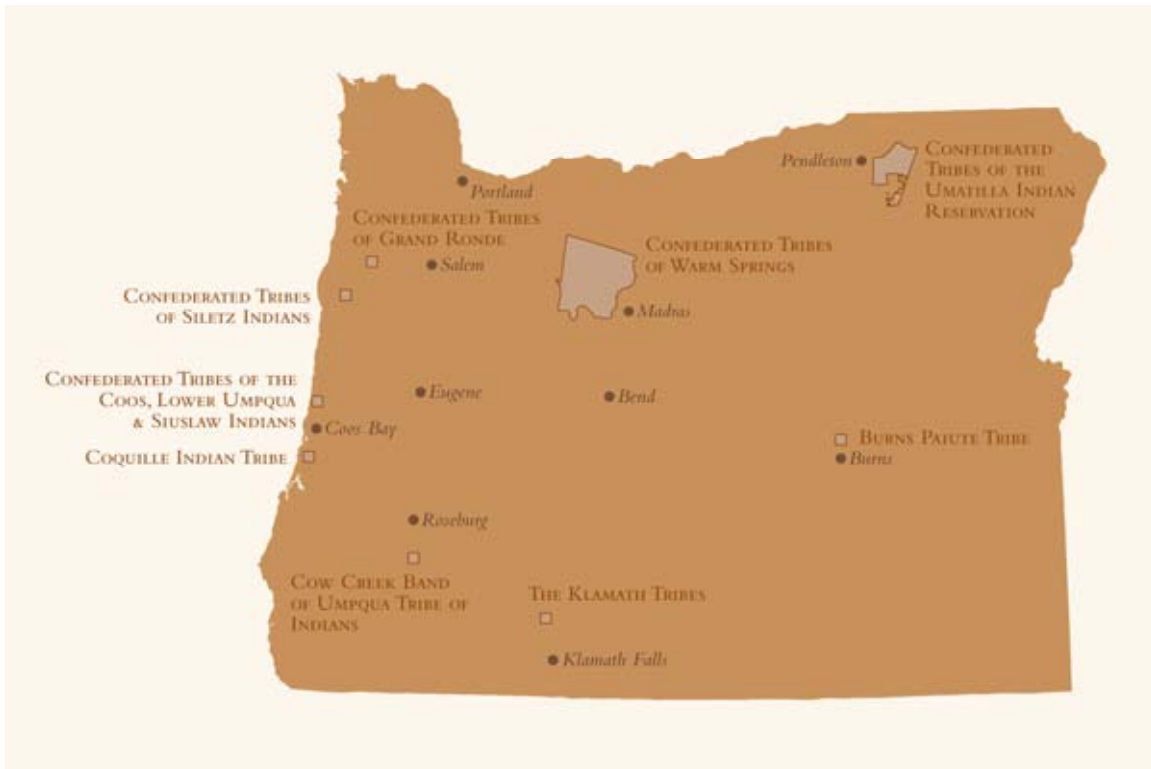 Pendleton
Confederated
Tribes of the
Umatilla Indian
Reservation
Portland
Confederated Tribes
of Grand Ronde
Salem
Confederated Tribes
of Warm Springs
Madras
Confederated Tribes
of Siletz Indians
Confederated Tribes of the
Coos, Lower Umpqua
& Siuslaw Indians
Eugene
Bend
Coos Bay
Coquille Indian Tribe
Burns Paiute Tribe
Burns
Roseburg
Cow Creek Band
of Umpqua Tribe of
Indians
The Klamath Tribes
Klamath Falls